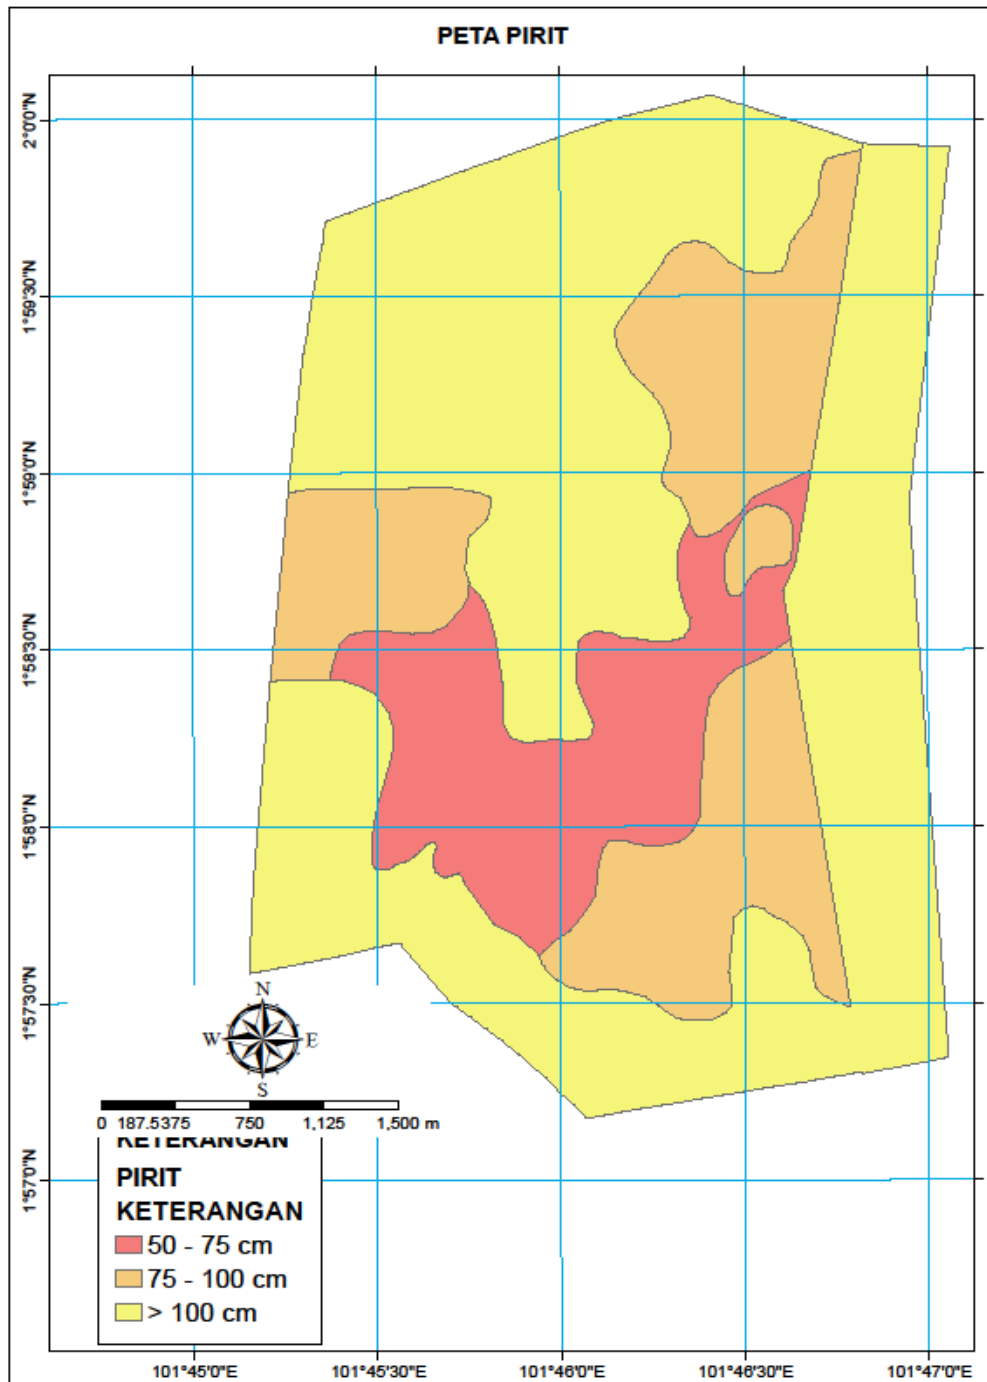 PETA PIRIT
2°0'0"N
1°59'30"N
1°59'0"N
1°58'30"N
1°58'0"N
1°57'30"N
1°57'0"N
N
W E
S
0 187.5375 750 1,125 1,500 m
KETERANGAN
PIRIT
KETERANGAN
50 - 75 cm
75 - 100 cm
> 100 cm
101°45'0"E 101°45'30"E 101°46'0"E 101°46'30"E 101°47'0"E